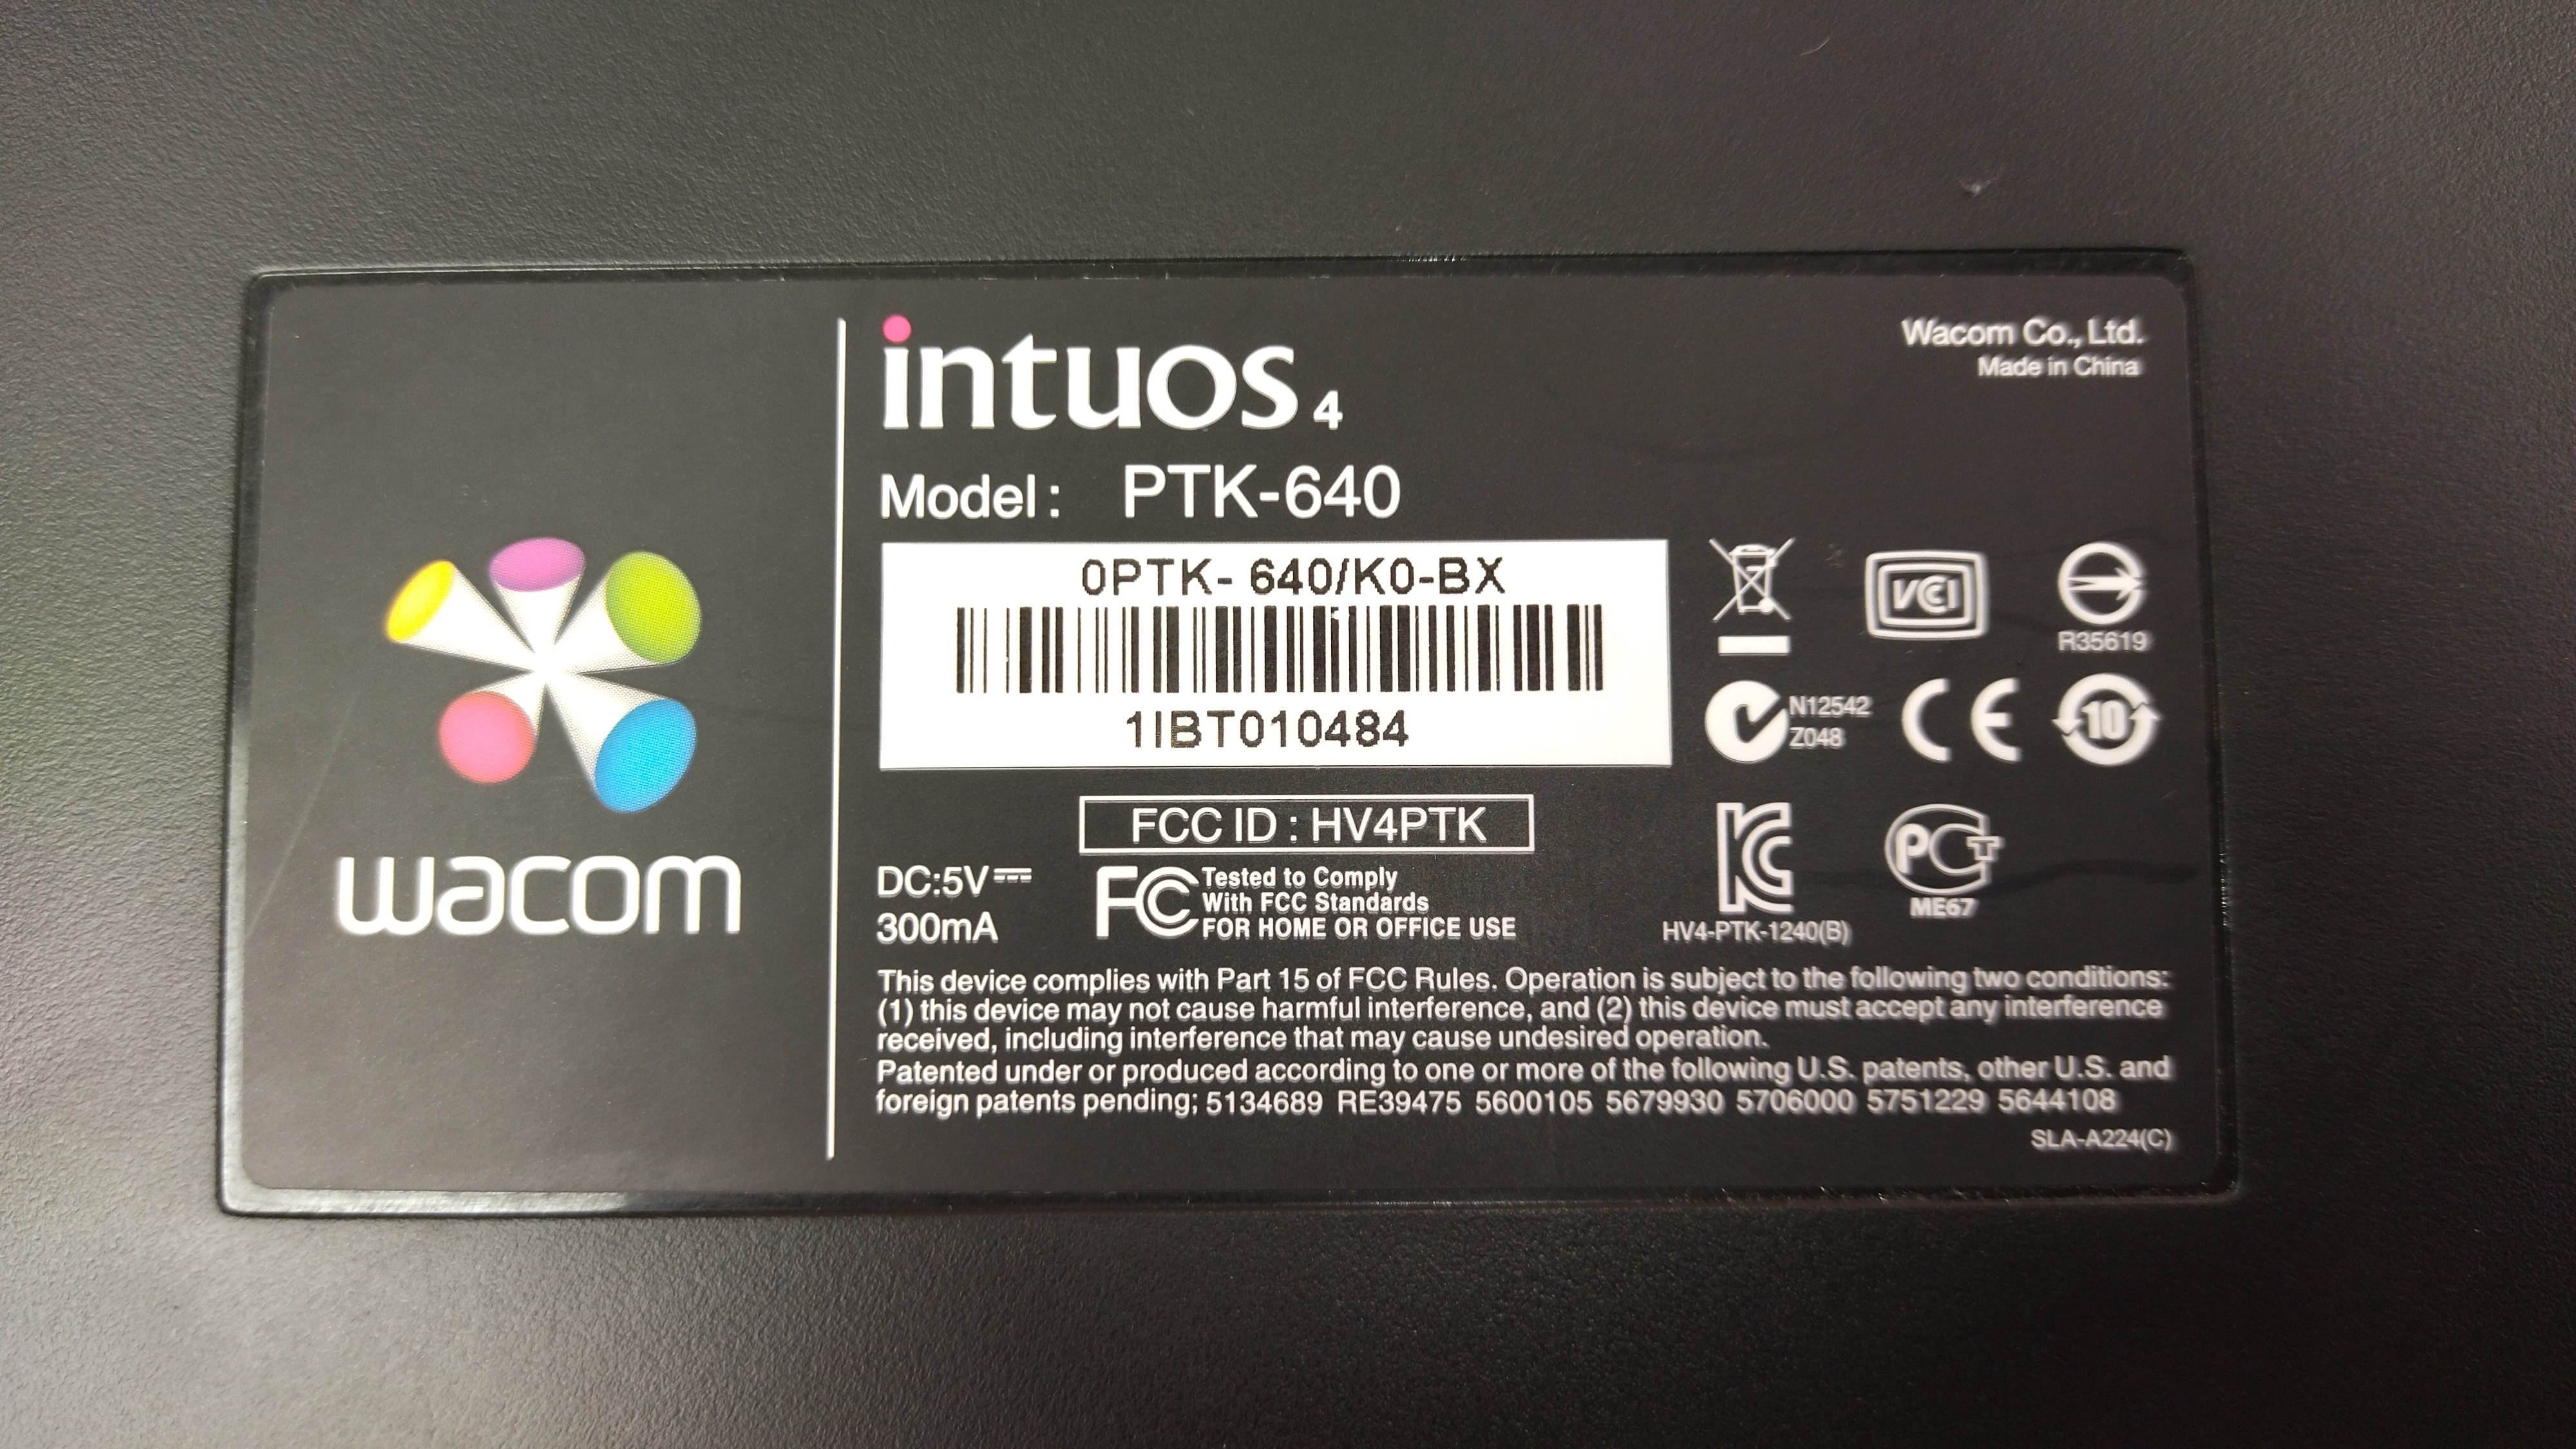 intuos 4
Wacom Co., Ltd.
Made in China
Model : PTK-640
0PTK- 640/K0-BX
1IBT010484
VCI
R35619
N12542
Z048
CE
10
FCC ID : HV4PTK
DC:5V
300mA
FC
Tested to Comply
With FCC Standards
FOR HOME OR OFFICE USE
KC
HV4-PTK-1240(B)
PCT
ME67
wacom
This device complies with Part 15 of FCC Rules. Operation is subject to the following two conditions:
(1) this device may not cause harmful interference, and (2) this device must accept any interference
received, including interference that may cause undesired operation.
Patented under or produced according to one or more of the following U.S. patents, other U.S. and
foreign patents pending; 5134689 RE39475 5600105 5679930 5706000 5751229 5644108
SLA-A224(C)